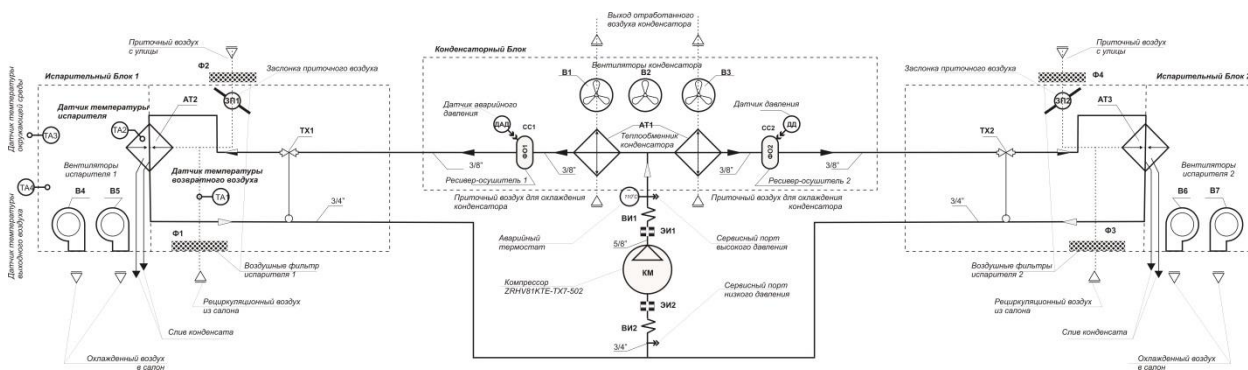 Выход отработанного
воздуха конденсатора
Приточный воздух
с улицы
Ф2
Заслонка приточного воздуха
Конденсаторный Блок
Вентиляторы конденсатора
В1
В2
В3
Заслонка приточного воздуха
Ф4
Приточный воздух
с улицы
Испарительный Блок 1
Датчик температуры
испарителя
АТ2
ЗП1
Датчик аварийного
давления
Датчик давления
ЗП2
АТ3
Датчик температуры
окружающей среды
ТА3
ТА2
ТХ1
ДАД
СС1
ФО1
АТ1
Теплообменник
конденсатора
СС2
ДД
ФО2
ТХ2
3/8"
3/8"
3/8"
3/8"
Вентиляторы
испарителя 1
Датчик температуры
возвратного воздуха
Ресивер-осушитель 1
Ресивер-осушитель 2
Вентиляторы
испарителя 2
ТА4
В4
В5
ТА1
Приточный воздух для охлаждения
конденсатора
Приточный воздух для охлаждения
конденсатора
В6
В7
Датчик температуры
выходного воздуха
3/4"
3/4"
Аварийный
термостат
ВИ1
ЭИ1
5/8"
Сервисный порт
высокого давления
Ф1
Ф3
Воздушные фильтр
испарителя 1
Компрессор
ZRHV81KTE-TX7-502
КМ
Воздушные фильтры
испарителя 2
Рециркуляционный воздух
из салона
ЭИ2
Сервисный порт
низкого давления
Рециркуляционный воздух
из салона
Слив конденсата
ВИ2
Слив конденсата
3/4"
Охлажденный воздух
в салон
Охлажденный воздух
в салон